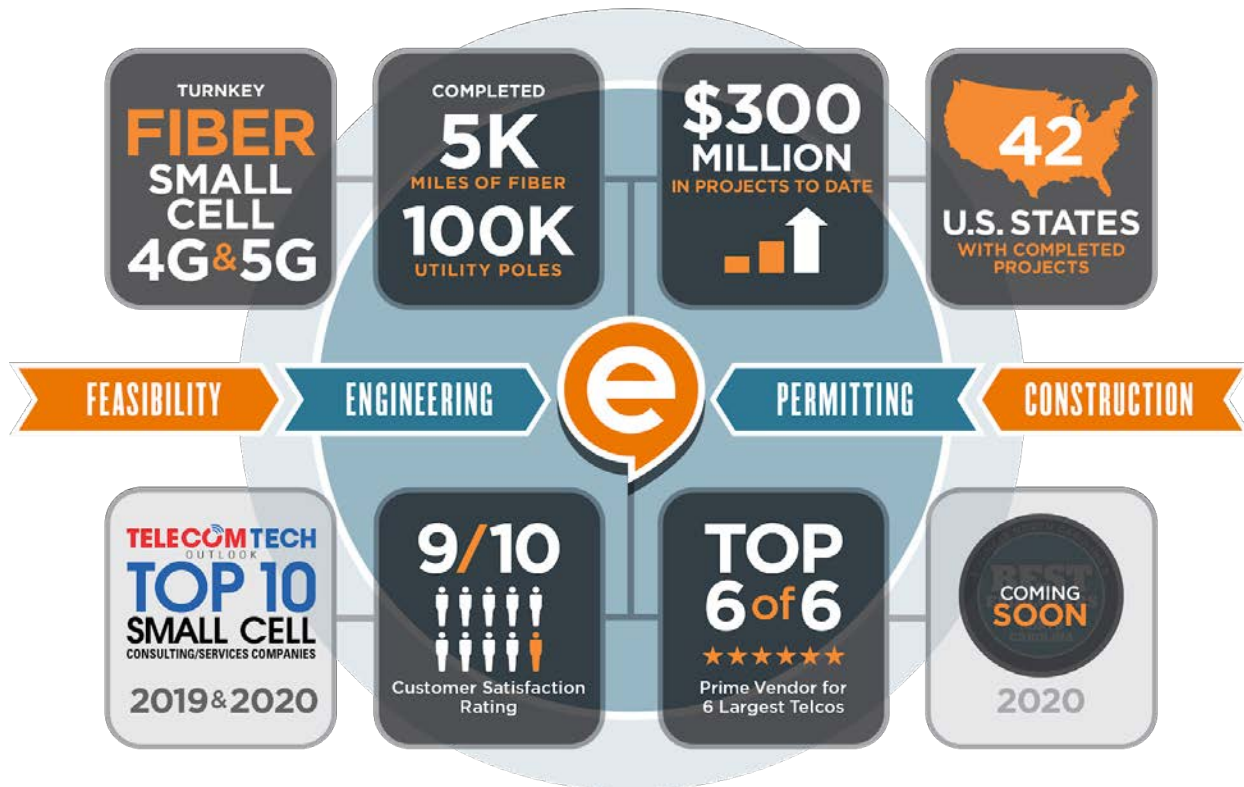 TURNKEY
FIBER
SMALL
CELL
4G&5G
COMPLETED
5K
MILES OF FIBER
100K
UTILITY POLES
$300
MILLION
IN PROJECTS TO DATE
42
U.S. STATES
WITH COMPLETED
PROJECTS
FEASIBILITY
ENGINEERING
e
PERMITTING
CONSTRUCTION
TELECOMTECH
OUTLOOK
TOP 10
SMALL CELL
CONSULTING/SERVICES COMPANIES
2019 & 2020
9/10
Customer Satisfaction
Rating
TOP
6 of 6
Prime Vendor for
6 Largest Telcos
BEST
COMING
SOON
CAROLINA
2020